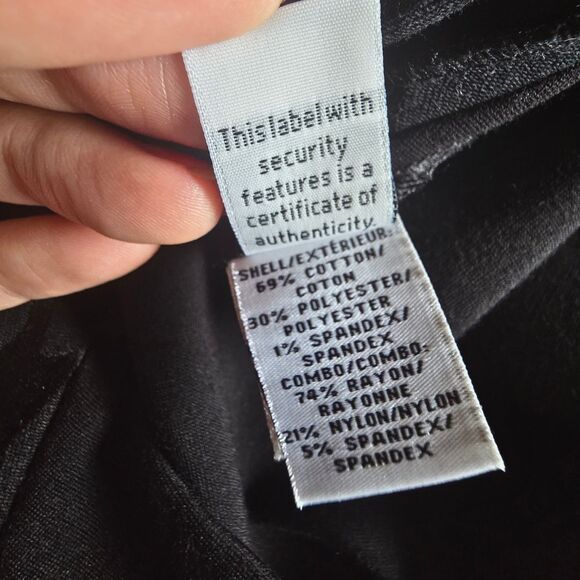 This label with
security
features is a
certificate of
authenticity.
SHELL/EXTÉRIEUR:
69% COTTON/
COTON
30% POLYESTER/
POLYESTER
1% SPANDEX/
SPANDEX
COMBO/COMBO:
74% RAYON/
RAYONNE
21% NYLON/NYLON
5% SPANDEX/
SPANDEX